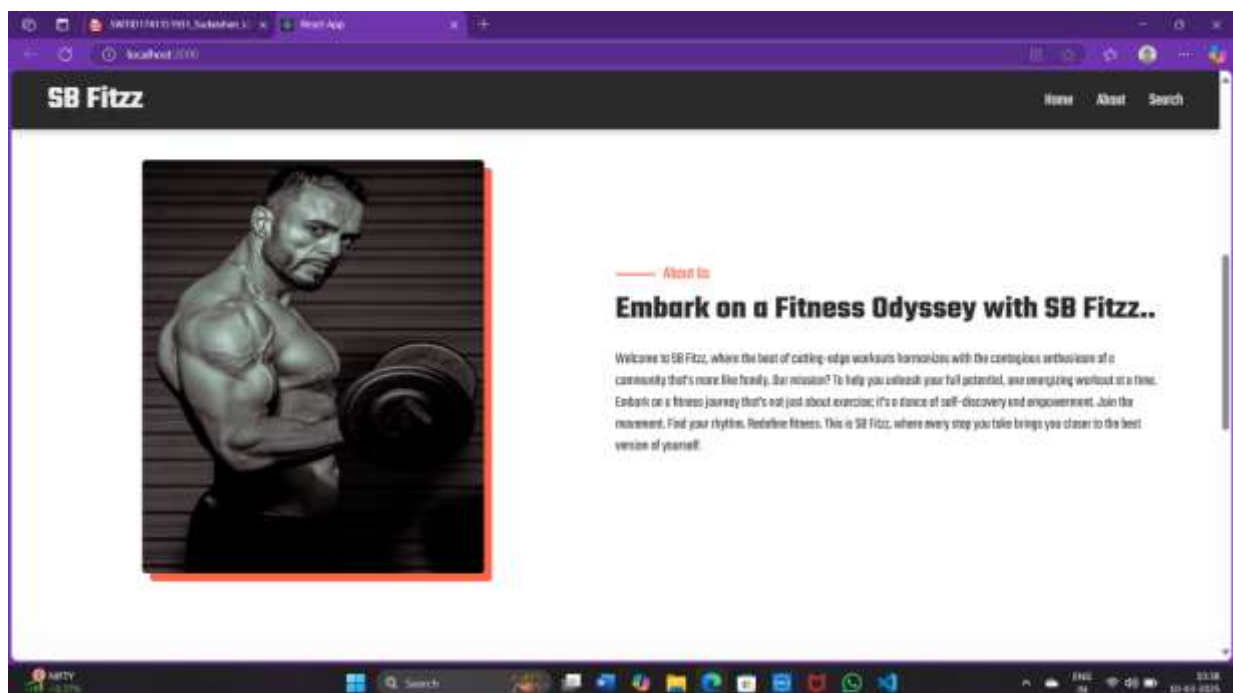 React App
localhost:3000
SB Fitzz
Home About Search
About Us
Embark on a Fitness Odyssey with SB Fitzz..
Welcome to SB Fitzz, where the beat of cutting-edge workouts harmonizes with the contagious enthusiasm of a
community that's more like family. Our mission? To help you unleash your full potential, one energizing workout at a time.
Embark on a fitness journey that's not just about exercise; it's a dance of self-discovery and empowerment. Join the
movement. Find your rhythm. Redefine fitness. This is SB Fitzz, where every step you take brings you closer to the best
version of yourself.
NIFTY
Search
ENG
IN